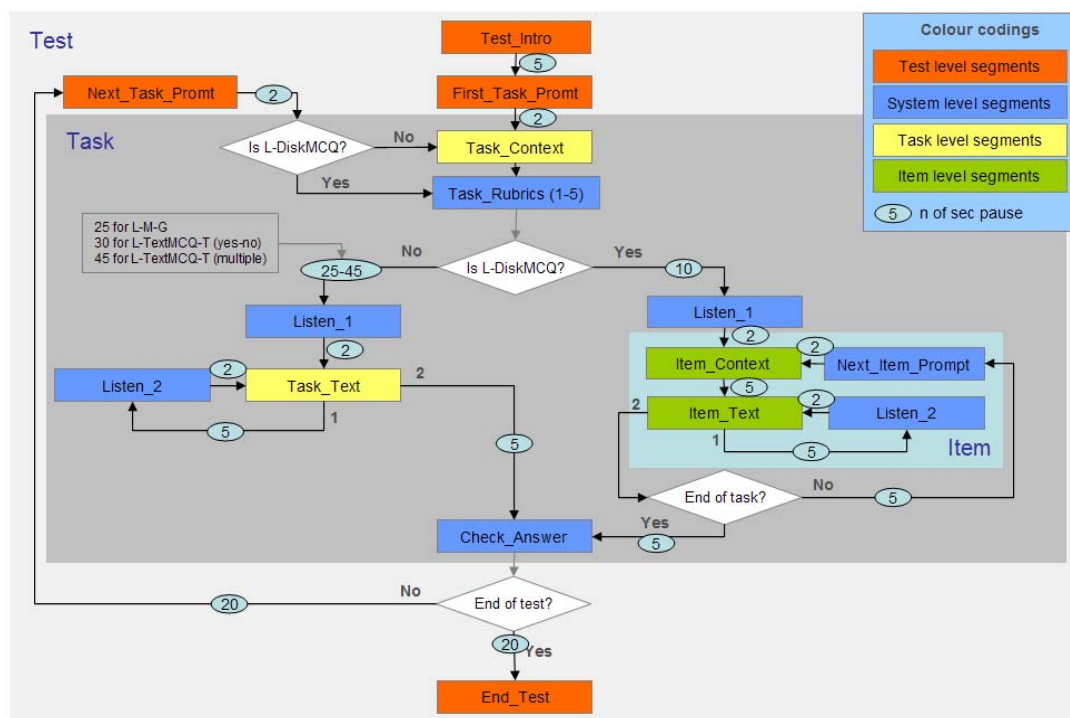 Test
Test_Intro
5
Next_Task_Promt
2
First_Task_Promt
2
Colour codings
Test level segments
System level segments
Task level segments
Item level segments
5 n of sec pause
Task
Is L-DiskMCQ?
No
Yes
Task_Context
Task_Rubrics (1-5)
25 for L-M-G
30 for L-TextMCQ-T (yes-no)
45 for L-TextMCQ-T (multiple)
No
25-45
Is L-DiskMCQ?
Yes
10
Listen_1
2
Listen_2
2
Task_Text
2
1
5
5
Listen_1
2
Item_Context
2
Next_Item_Prompt
5
2
Item_Text
2
Listen_2
1
5
Item
End of task?
No
5
Yes
5
Check_Answer
No
20
End of test?
20
Yes
End_Test